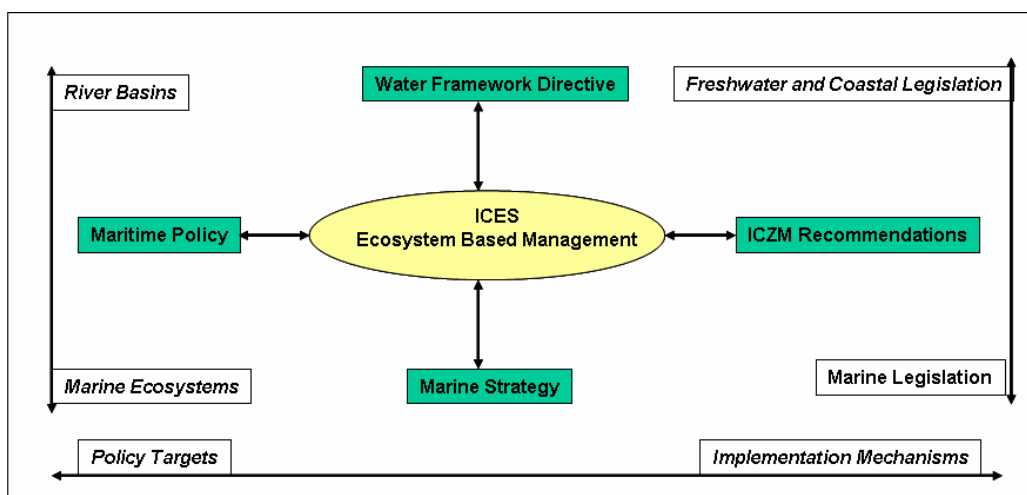 River Basins
Water Framework Directive
Freshwater and Coastal Legislation
ICES
Ecosystem Based Management
Maritime Policy
ICZM Recommendations
Marine Ecosystems
Marine Strategy
Marine Legislation
Policy Targets
Implementation Mechanisms